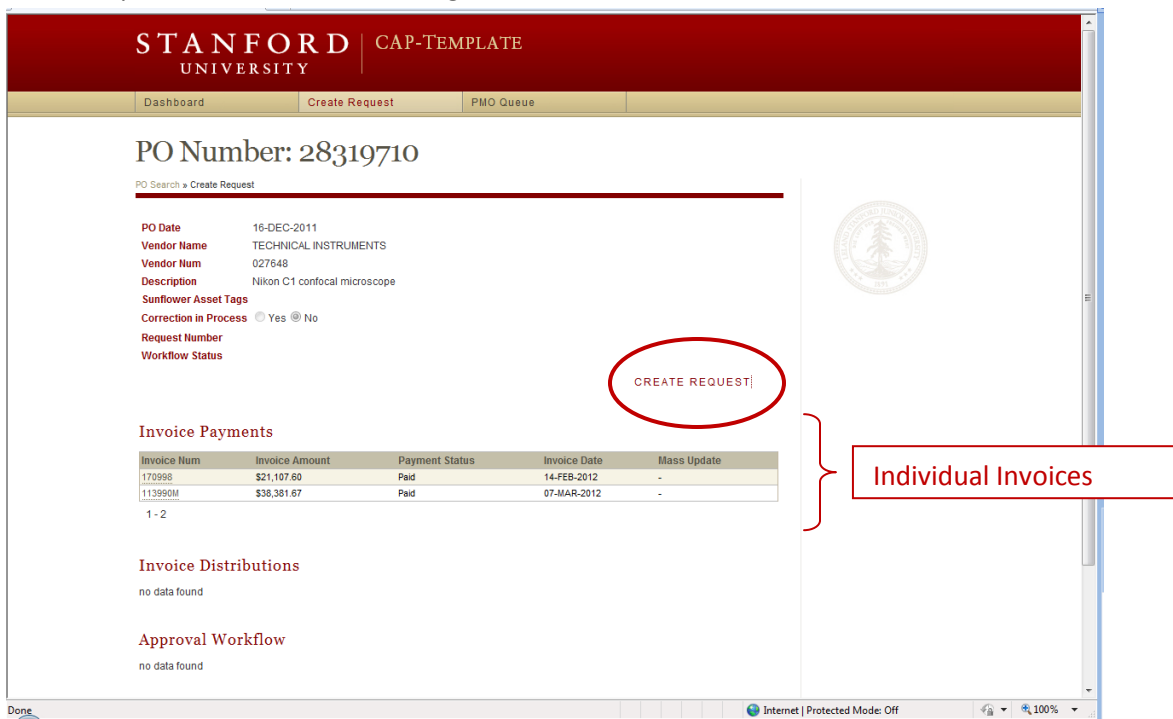 STANFORD
UNIVERSITY
CAP-TEMPLATE
Dashboard Create Request PMO Queue
PO Number: 28319710
PO Search » Create Request
PO Date 16-DEC-2011
Vendor Name TECHNICAL INSTRUMENTS
Vendor Num 027648
Description Nikon C1 confocal microscope
Sunflower Asset Tags
Correction in Process Yes No
Request Number
Workflow Status
CREATE REQUEST
Invoice Payments
Invoice Num Invoice Amount Payment Status Invoice Date Mass Update
170998 $21,107.60 Paid 14-FEB-2012 -
113990M $38,381.67 Paid 07-MAR-2012 -
1 - 2
Individual Invoices
Invoice Distributions
no data found
Approval Workflow
no data found
Done Internet | Protected Mode: Off 100%